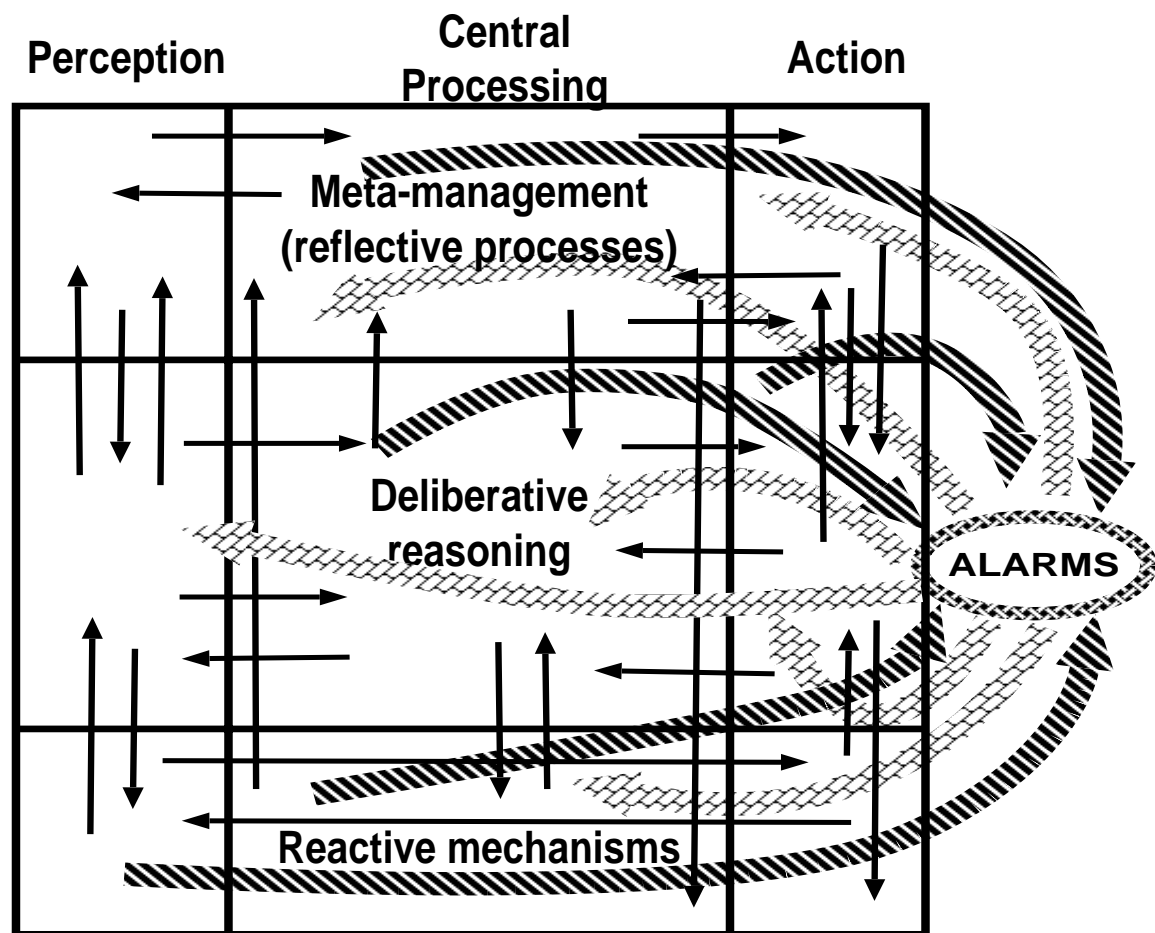 Perception
Central
Processing
Action
Meta-management
(reflective processes)
Deliberative
reasoning
ALARMS
Reactive mechanisms